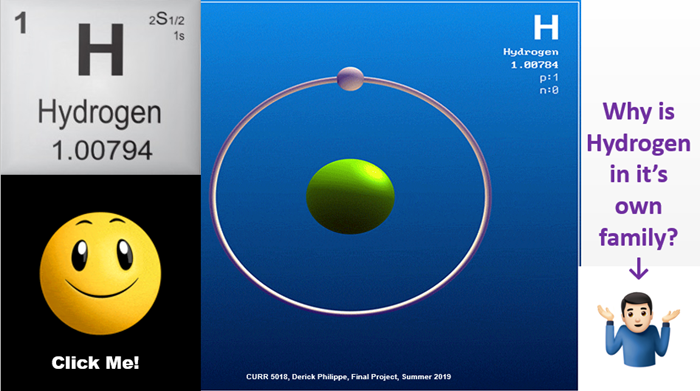 1
2S1/2
1s
H
Hydrogen
1.00794
Click Me!
H
Hydrogen
1.00784
p:1
n:0
CURR 5018, Derick Philippe, Final Project, Summer 2019
Why is
Hydrogen
in it's
own
family?
↓